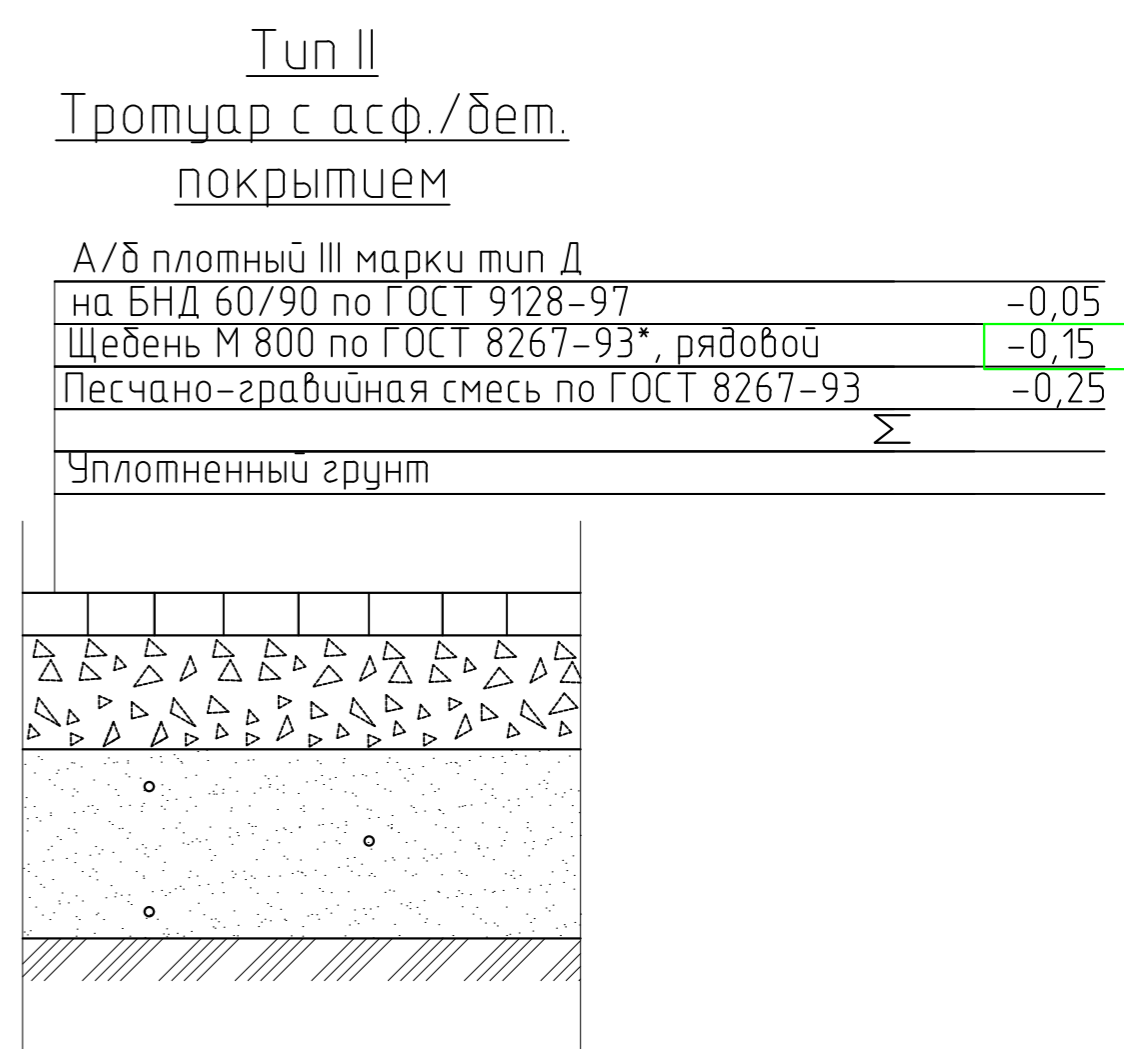 Тип II
Тротуар с асф./бет.
покрытием
А/б плотный III марки тип Д
на БНД 60/90 по ГОСТ 9128-97 -0,05
Щебень М 800 по ГОСТ 8267-93*, рядовой -0,15
Песчано-гравийная смесь по ГОСТ 8267-93 -0,25
Σ
Уплотненный грунт